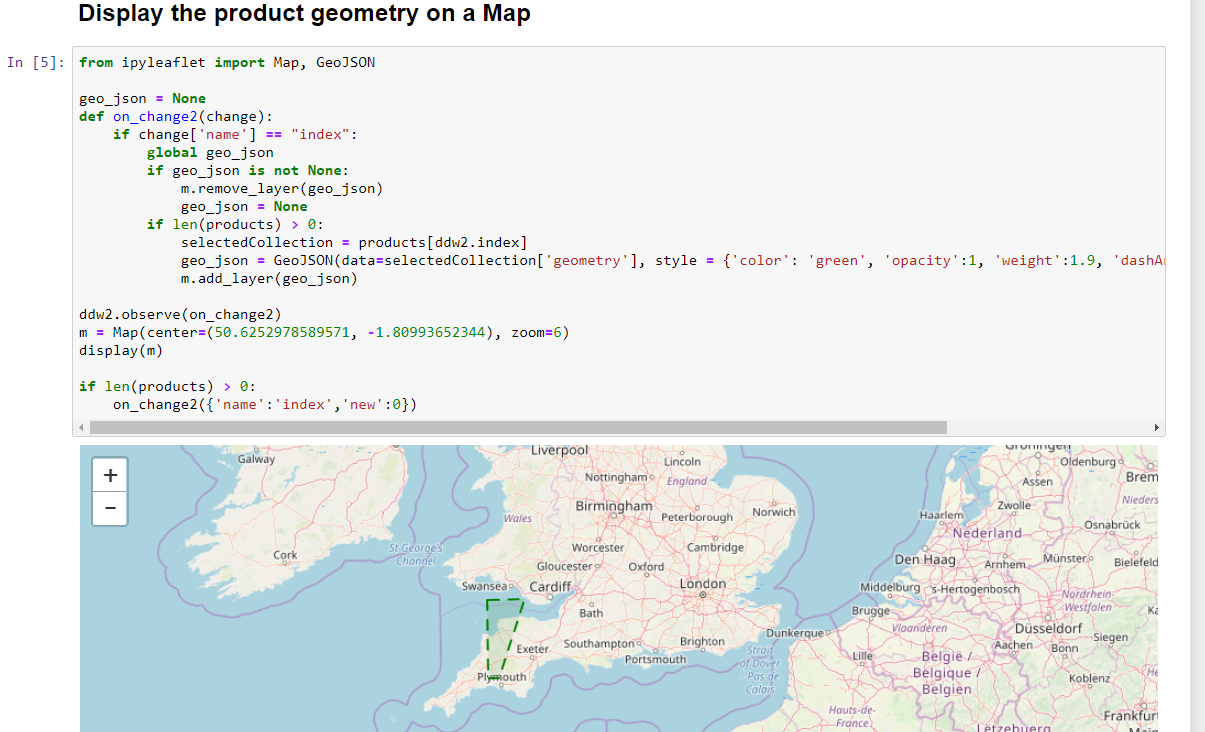 Display the product geometry on a Map
In [5]:
from ipyleaflet import Map, GeoJSON
geo_json = None
def on_change2(change):
    if change['name'] == "index":
        global geo_json
        if geo_json is not None:
            m.remove_layer(geo_json)
            geo_json = None
        if len(products) > 0:
            selectedCollection = products[ddw2.index]
            geo_json = GeoJSON(data=selectedCollection['geometry'], style = {'color': 'green', 'opacity':1, 'weight':1.9, 'dashA
            m.add_layer(geo_json)
ddw2.observe(on_change2)
m = Map(center=(50.6252978589571, -1.80993652344), zoom=6)
display(m)
if len(products) > 0:
    on_change2({'name':'index','new':0})
+
−
Galway
Liverpool
Lincoln
Groningen
Oldenburg
Nottingham
England
Assen
Brem
Birmingham
Peterborough
Norwich
Haarlem
Zwolle
Nieders
Wales
Nederland
Osnabrück
Cork
St George's
Channel
Worcester
Cambridge
Gloucester
Oxford
Den Haag
Arnhem
Münster
Bielefeld
Swansea
Cardiff
London
Middelburg
's-Hertogenbosch
Nordrhein-
Westfalen
Bath
Brugge
Ka
Exeter
Southampton
Brighton
Dunkerque
Vlaanderen
Düsseldorf
Siegen
Portsmouth
Strait
of Dover
- Pas de
Calais
Lille
België /
Belgique /
Belgien
Aachen
Bonn
Plymouth
Koblenz
He
Hauts-de-
France
Frankfurt
Lëtzebuerg
Main